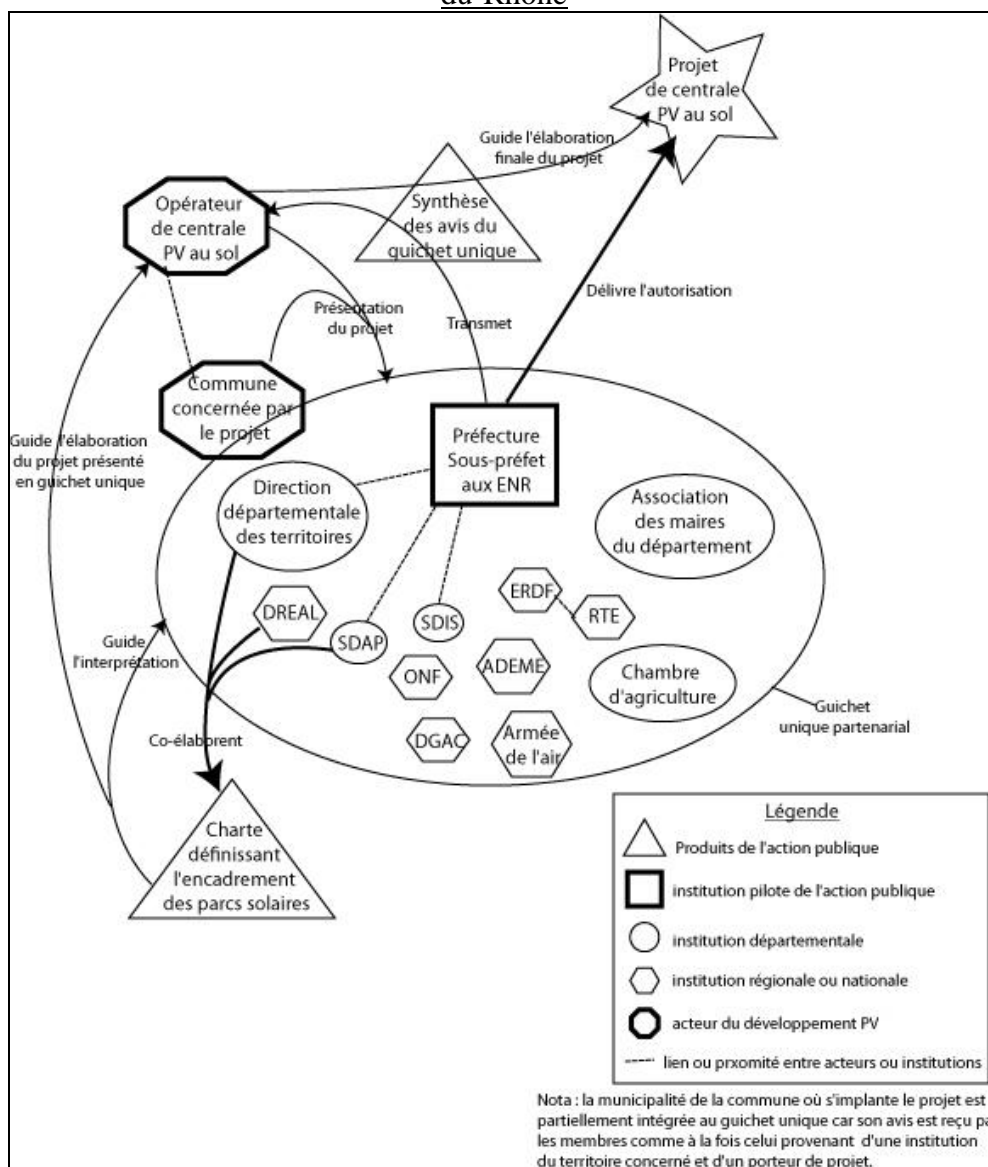 du-Rhône
Projet
de centrale
PV au sol
Guide l'élaboration
finale du projet
Opérateur
de centrale
PV au sol
Synthèse
des avis du
guichet unique
Délivre l'autorisation
Présentation
du projet
Transmet
Commune
concernée par
le projet
Guide l'élaboration
du projet présenté
en guichet unique
Préfecture
Sous-préfet
aux ENR
Direction
départementale
des territoires
Association
des maires
du département
DREAL
SDAP
SDIS
ERDF
RTE
ONF
ADEME
Chambre
d'agriculture
Guide
l'interprétation
DGAC
Armée
de l'air
Guichet
unique partenarial
Co-élaborent
Charte
définissant
l'encadrement
des parcs solaires
Légende
Produits de l'action publique
institution pilote de l'action publique
institution départementale
institution régionale ou nationale
acteur du développement PV
lien ou prxomité entre acteurs ou institutions
Nota : la municipalité de la commune où s'implante le projet est
partiellement intégrée au guichet unique car son avis est reçu pa
les membres comme à la fois celui provenant d'une institution
du territoire concerné et d'un porteur de projet.